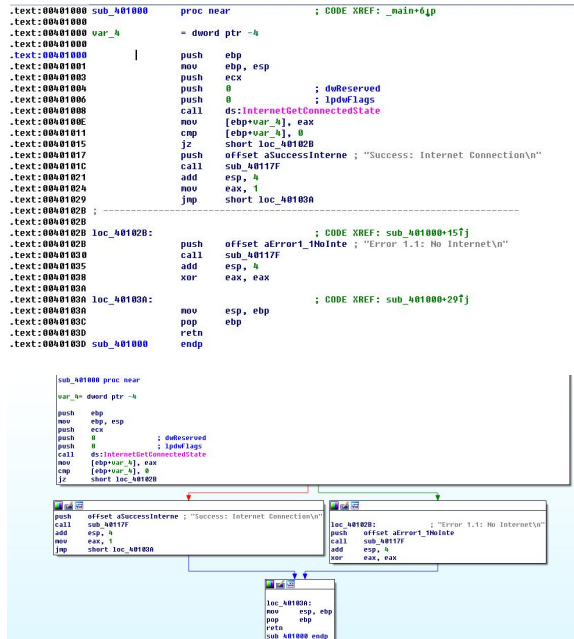 .text:00401000 sub_401000 proc near ; CODE XREF: _main+6↓p
.text:00401000
.text:00401000 var_4 = dword ptr -4
.text:00401000
.text:00401000 push ebp
.text:00401001 mov ebp, esp
.text:00401003 push ecx
.text:00401004 push 0 ; dwReserved
.text:00401006 push 0 ; lpdwFlags
.text:00401008 call ds:InternetGetConnectedState
.text:0040100E mov [ebp+var_4], eax
.text:00401011 cmp [ebp+var_4], 0
.text:00401015 jz short loc_40102B
.text:00401017 push offset aSuccessInterne ; "Success: Internet Connection\n"
.text:0040101C call sub_40117F
.text:00401021 add esp, 4
.text:00401024 mov eax, 1
.text:00401029 jmp short loc_40103A
.text:0040102B ; ---------------------------------------------------------------------------
.text:0040102B
.text:0040102B loc_40102B: ; CODE XREF: sub_401000+15↑j
.text:0040102B push offset aError1_1NoInte ; "Error 1.1: No Internet\n"
.text:00401030 call sub_40117F
.text:00401035 add esp, 4
.text:00401038 xor eax, eax
.text:0040103A
.text:0040103A loc_40103A: ; CODE XREF: sub_401000+29↑j
.text:0040103A mov esp, ebp
.text:0040103C pop ebp
.text:0040103D retn
.text:0040103D sub_401000 endp
sub_401000 proc near
var_4= dword ptr -4
push ebp
mov ebp, esp
push ecx
push 0 ; dwReserved
push 0 ; lpdwFlags
call ds:InternetGetConnectedState
mov [ebp+var_4], eax
cmp [ebp+var_4], 0
jz short loc_40102B
push offset aSuccessInterne ; "Success: Internet Connection\n"
call sub_40117F
add esp, 4
mov eax, 1
jmp short loc_40103A
loc_40102B: ; "Error 1.1: No Internet\n"
push offset aError1_1NoInte
call sub_40117F
add esp, 4
xor eax, eax
loc_40103A:
mov esp, ebp
pop ebp
retn
sub_401000 endp